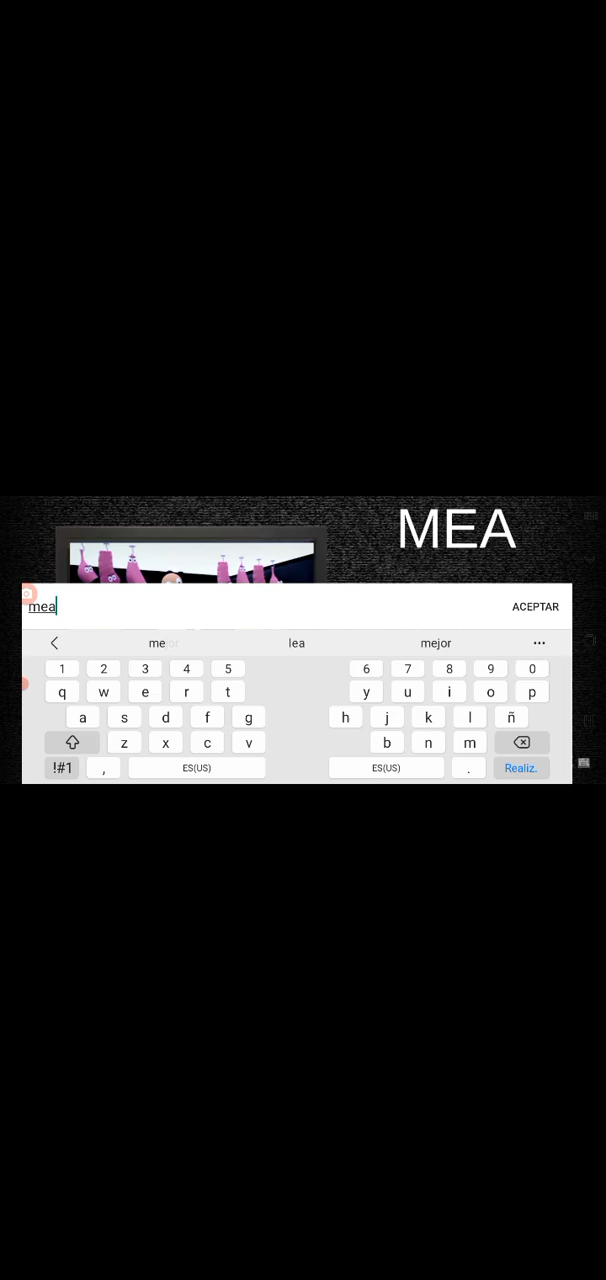 MEA
mea
ACEPTAR
me lea mejor ...
1 2 3 4 5 6 7 8 9 0
q w e r t y u i o p
a s d f g h j k l ñ
z x c v b n m
!#1 , ES(US) ES(US) . Realiz.